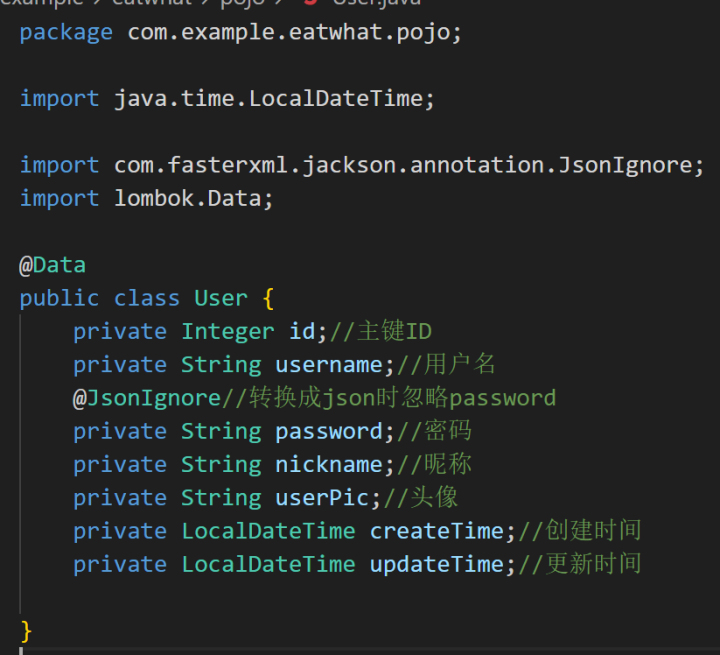 example > eatwhat > pojo > User.java
package com.example.eatwhat.pojo;
import java.time.LocalDateTime;
import com.fasterxml.jackson.annotation.JsonIgnore;
import lombok.Data;
@Data
public class User {
private Integer id;//主键ID
private String username;//用户名
@JsonIgnore//转换成json时忽略password
private String password;//密码
private String nickname;//昵称
private String userPic;//头像
private LocalDateTime createTime;//创建时间
private LocalDateTime updateTime;//更新时间
}